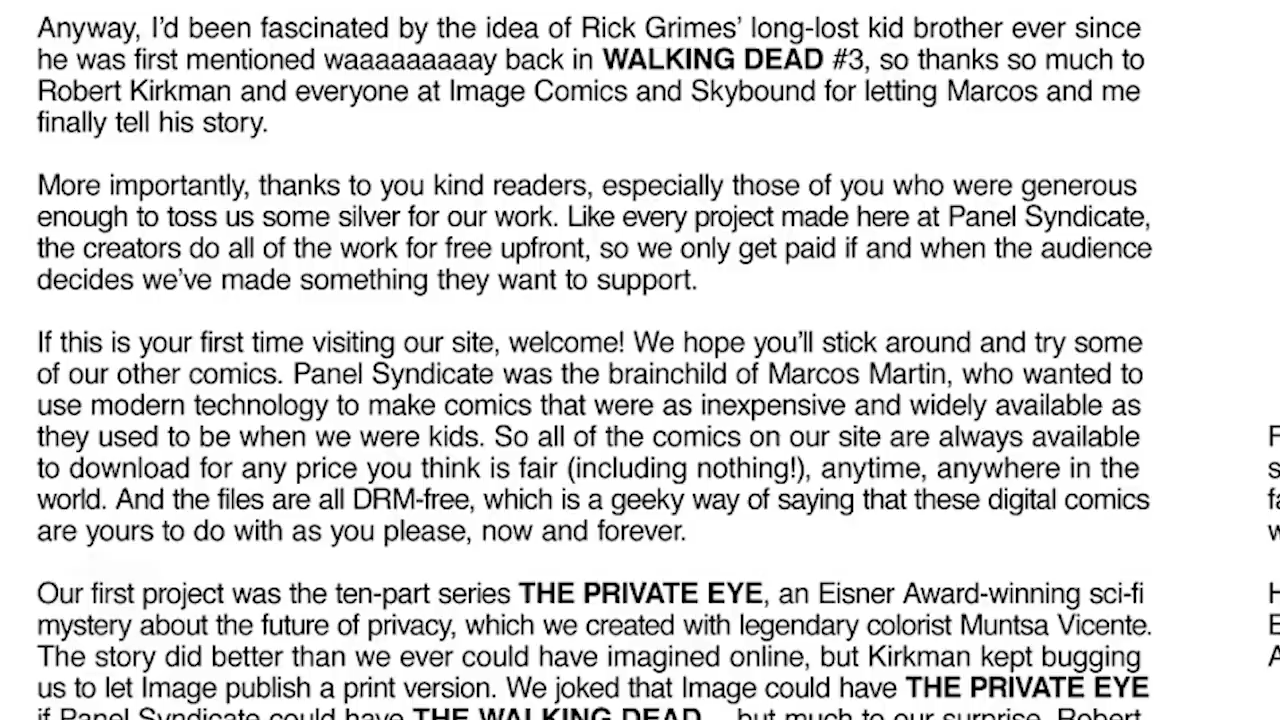 Anyway, I'd been fascinated by the idea of Rick Grimes' long-lost kid brother ever since
he was first mentioned waaaaaaaaay back in WALKING DEAD #3, so thanks so much to
Robert Kirkman and everyone at Image Comics and Skybound for letting Marcos and me
finally tell his story.
More importantly, thanks to you kind readers, especially those of you who were generous
enough to toss us some silver for our work. Like every project made here at Panel Syndicate,
the creators do all of the work for free upfront, so we only get paid if and when the audience
decides we've made something they want to support.
If this is your first time visiting our site, welcome! We hope you'll stick around and try some
of our other comics. Panel Syndicate was the brainchild of Marcos Martin, who wanted to
use modern technology to make comics that were as inexpensive and widely available as
they used to be when we were kids. So all of the comics on our site are always available
to download for any price you think is fair (including nothing!), anytime, anywhere in the
world. And the files are all DRM-free, which is a geeky way of saying that these digital comics
are yours to do with as you please, now and forever.
Our first project was the ten-part series THE PRIVATE EYE, an Eisner Award-winning sci-fi
mystery about the future of privacy, which we created with legendary colorist Muntsa Vicente.
The story did better than we ever could have imagined online, but Kirkman kept bugging
us to let Image publish a print version. We joked that Image could have THE PRIVATE EYE
if Panel Syndicate could have THE WALKING DEAD... but much to our surprise, Robert